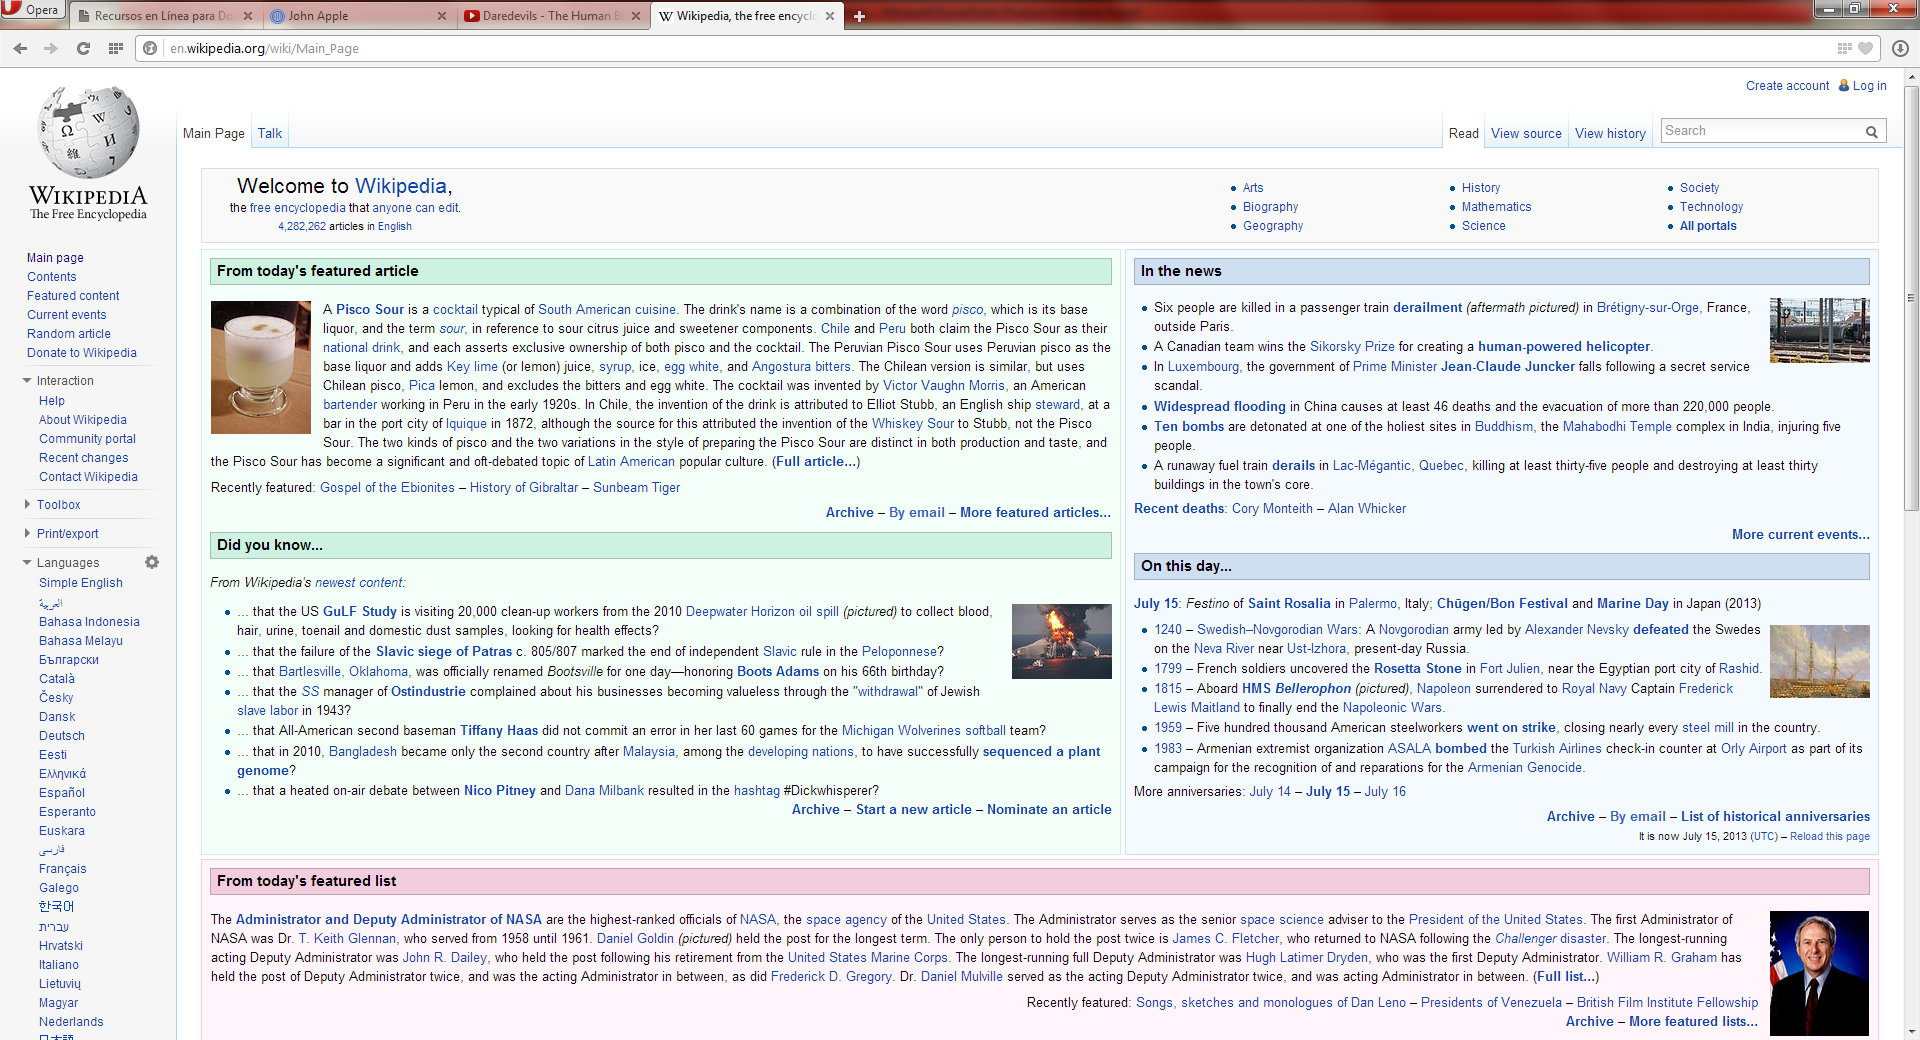 Opera
Recursos en Línea para Do
John Apple
Daredevils - The Human B
Wikipedia, the free encyclo
en.wikipedia.org/wiki/Main_Page
Create account Log in
Main Page Talk
Read View source View history
Search
WIKIPEDIA
The Free Encyclopedia
Main page
Contents
Featured content
Current events
Random article
Donate to Wikipedia
Interaction
Help
About Wikipedia
Community portal
Recent changes
Contact Wikipedia
Toolbox
Print/export
Languages
Simple English
العربية
Bahasa Indonesia
Bahasa Melayu
Български
Català
Česky
Dansk
Deutsch
Eesti
Ελληνικά
Español
Esperanto
Euskara
فارسی
Français
Galego
한국어
עברית
Hrvatski
Italiano
Lietuvių
Magyar
Nederlands
日本語
Welcome to Wikipedia,
the free encyclopedia that anyone can edit.
4,282,262 articles in English
Arts
Biography
Geography
History
Mathematics
Science
Society
Technology
All portals
From today's featured article
A Pisco Sour is a cocktail typical of South American cuisine. The drink's name is a combination of the word pisco, which is its base
liquor, and the term sour, in reference to sour citrus juice and sweetener components. Chile and Peru both claim the Pisco Sour as their
national drink, and each asserts exclusive ownership of both pisco and the cocktail. The Peruvian Pisco Sour uses Peruvian pisco as the
base liquor and adds Key lime (or lemon) juice, syrup, ice, egg white, and Angostura bitters. The Chilean version is similar, but uses
Chilean pisco, Pica lemon, and excludes the bitters and egg white. The cocktail was invented by Victor Vaughn Morris, an American
bartender working in Peru in the early 1920s. In Chile, the invention of the drink is attributed to Elliot Stubb, an English ship steward, at a
bar in the port city of Iquique in 1872, although the source for this attributed the invention of the Whiskey Sour to Stubb, not the Pisco
Sour. The two kinds of pisco and the two variations in the style of preparing the Pisco Sour are distinct in both production and taste, and
the Pisco Sour has become a significant and oft-debated topic of Latin American popular culture. (Full article...)
Recently featured: Gospel of the Ebionites – History of Gibraltar – Sunbeam Tiger
Archive – By email – More featured articles...
Did you know...
From Wikipedia's newest content:
... that the US GuLF Study is visiting 20,000 clean-up workers from the 2010 Deepwater Horizon oil spill (pictured) to collect blood,
hair, urine, toenail and domestic dust samples, looking for health effects?
... that the failure of the Slavic siege of Patras c. 805/807 marked the end of independent Slavic rule in the Peloponnese?
... that Bartlesville, Oklahoma, was officially renamed Bootsville for one day—honoring Boots Adams on his 66th birthday?
... that the SS manager of Ostindustrie complained about his businesses becoming valueless through the "withdrawal" of Jewish
slave labor in 1943?
... that All-American second baseman Tiffany Haas did not commit an error in her last 60 games for the Michigan Wolverines softball team?
... that in 2010, Bangladesh became only the second country after Malaysia, among the developing nations, to have successfully sequenced a plant
genome?
... that a heated on-air debate between Nico Pitney and Dana Milbank resulted in the hashtag #Dickwhisperer?
Archive – Start a new article – Nominate an article
In the news
Six people are killed in a passenger train derailment (aftermath pictured) in Brétigny-sur-Orge, France,
outside Paris.
A Canadian team wins the Sikorsky Prize for creating a human-powered helicopter.
In Luxembourg, the government of Prime Minister Jean-Claude Juncker falls following a secret service
scandal.
Widespread flooding in China causes at least 46 deaths and the evacuation of more than 220,000 people.
Ten bombs are detonated at one of the holiest sites in Buddhism, the Mahabodhi Temple complex in India, injuring five
people.
A runaway fuel train derails in Lac-Mégantic, Quebec, killing at least thirty-five people and destroying at least thirty
buildings in the town's core.
Recent deaths: Cory Monteith – Alan Whicker
More current events...
On this day...
July 15: Festino of Saint Rosalia in Palermo, Italy; Chūgen/Bon Festival and Marine Day in Japan (2013)
1240 – Swedish–Novgorodian Wars: A Novgorodian army led by Alexander Nevsky defeated the Swedes
on the Neva River near Ust-Izhora, present-day Russia.
1799 – French soldiers uncovered the Rosetta Stone in Fort Julien, near the Egyptian port city of Rashid.
1815 – Aboard HMS Bellerophon (pictured), Napoleon surrendered to Royal Navy Captain Frederick
Lewis Maitland to finally end the Napoleonic Wars.
1959 – Five hundred thousand American steelworkers went on strike, closing nearly every steel mill in the country.
1983 – Armenian extremist organization ASALA bombed the Turkish Airlines check-in counter at Orly Airport as part of its
campaign for the recognition of and reparations for the Armenian Genocide.
More anniversaries: July 14 – July 15 – July 16
Archive – By email – List of historical anniversaries
It is now July 15, 2013 (UTC) – Reload this page
From today's featured list
The Administrator and Deputy Administrator of NASA are the highest-ranked officials of NASA, the space agency of the United States. The Administrator serves as the senior space science adviser to the President of the United States. The first Administrator of
NASA was Dr. T. Keith Glennan, who served from 1958 until 1961. Daniel Goldin (pictured) held the post for the longest term. The only person to hold the post twice is James C. Fletcher, who returned to NASA following the Challenger disaster. The longest-running
acting Deputy Administrator was John R. Dailey, who held the post following his retirement from the United States Marine Corps. The longest-running full Deputy Administrator was Hugh Latimer Dryden, who was the first Deputy Administrator. William R. Graham has
held the post of Deputy Administrator twice, and was the acting Administrator in between, as did Frederick D. Gregory. Dr. Daniel Mulville served as the acting Deputy Administrator twice, and was acting Administrator in between. (Full list...)
Recently featured: Songs, sketches and monologues of Dan Leno – Presidents of Venezuela – British Film Institute Fellowship
Archive – More featured lists...